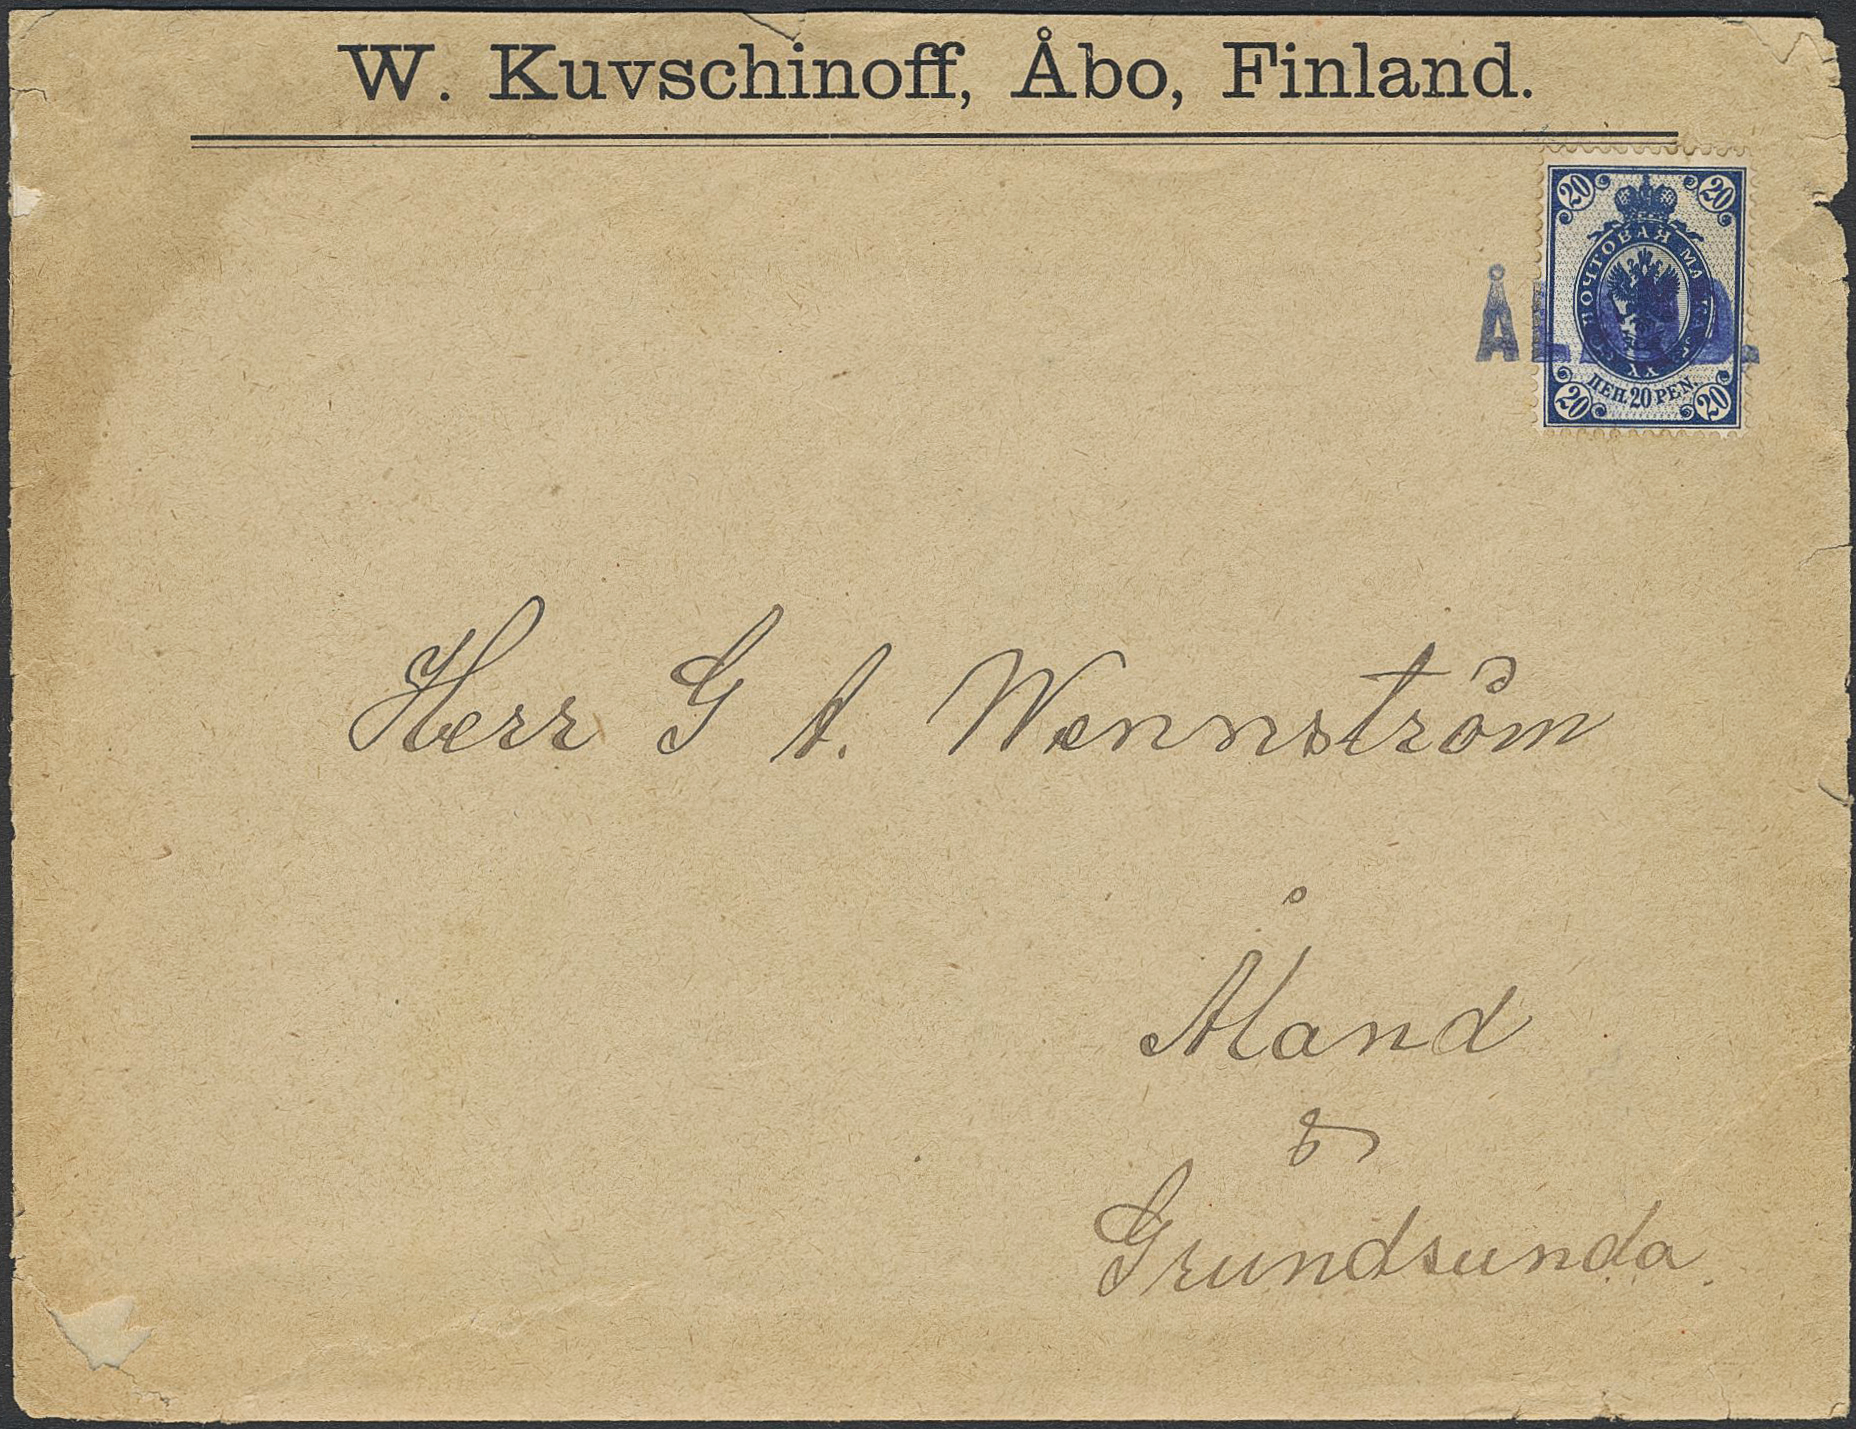 W. Kuvschinoff, Åbo, Finland.
20 20
ПОЧТОВАЯ МАРКА
ПЕН. 20 PEN.
20 20
Herr G A. Wennström
Åland
&
Grundsunda